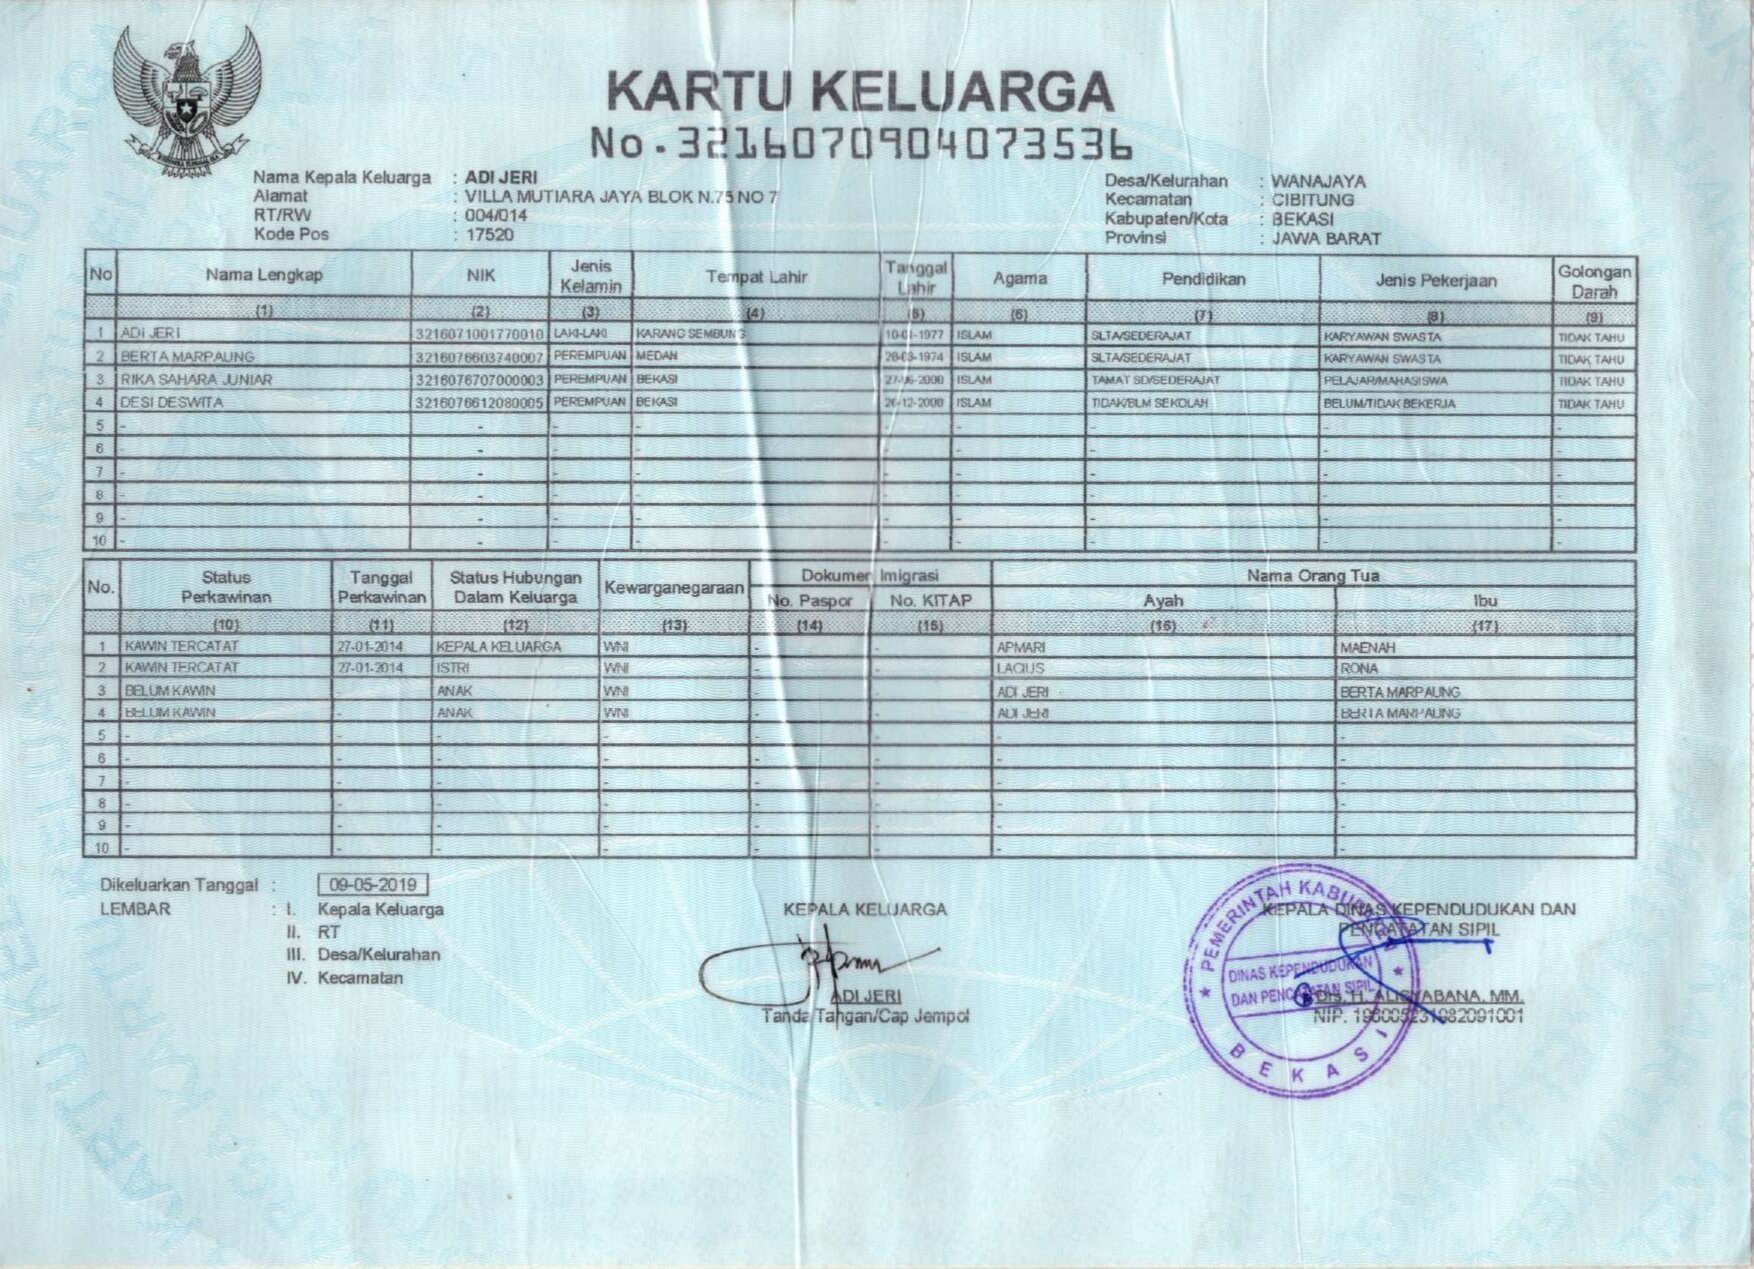 KARTU KELUARGA
No. 3216070904073536
Nama Kepala Keluarga : ADI JERI
Alamat : VILLA MUTIARA JAYA BLOK N.75 NO 7
RT/RW : 004/014
Kode Pos : 17520
Desa/Kelurahan : WANAJAYA
Kecamatan : CIBITUNG
Kabupaten/Kota : BEKASI
Provinsi : JAWA BARAT
No Nama Lengkap NIK Jenis Kelamin Tempat Lahir Tanggal Lahir Agama Pendidikan Jenis Pekerjaan Golongan Darah
(1) (2) (3) (4) (5) (6) (7) (8) (9)
1 ADI JERI 3216071001770010 LAKI-LAKI KARANG SEMBUNG 10-01-1977 ISLAM SLTA/SEDERAJAT KARYAWAN SWASTA TIDAK TAHU
2 BERTA MARPAUNG 3216076603740007 PEREMPUAN MEDAN 26-03-1974 ISLAM SLTA/SEDERAJAT KARYAWAN SWASTA TIDAK TAHU
3 RIKA SAHARA JUNIAR 3216076707000003 PEREMPUAN BEKASI ISLAM TAMAT SD/SEDERAJAT PELAJAR/MAHASISWA TIDAK TAHU
4 DESI DESWITA 3216076612080005 PEREMPUAN BEKASI 26-12-2008 ISLAM TIDAK/BLM SEKOLAH BELUM/TIDAK BEKERJA TIDAK TAHU
5 - - - - - - - - -
6 - - - - - - - - -
7 - - - - - - - - -
8 - - - - - - - - -
9 - - - - - - - - -
10 - - - - - - - - -
No. Status Perkawinan Tanggal Perkawinan Status Hubungan Dalam Keluarga Kewarganegaraan Dokumen Imigrasi Nama Orang Tua
No. Paspor No. KITAP Ayah Ibu
(10) (11) (12) (13) (14) (15) (16) (17)
1 KAWIN TERCATAT 27-01-2014 KEPALA KELUARGA WNI - - APMARI MAENAH
2 KAWIN TERCATAT 27-01-2014 ISTRI WNI - - LACIUS RONA
3 BELUM KAWIN - ANAK WNI - - ADI JERI BERTA MARPAUNG
4 BELUM KAWIN - ANAK WNI - - ADI JERI BERTA MARPAUNG
5 - - - - - - - -
6 - - - - - - - -
7 - - - - - - - -
8 - - - - - - - -
9 - - - - - - - -
10 - - - - - - - -
Dikeluarkan Tanggal : 09-05-2019
LEMBAR : I. Kepala Keluarga
II. RT
III. Desa/Kelurahan
IV. Kecamatan
KEPALA KELUARGA
ADI JERI
Tanda Tangan/Cap Jempol
KEPALA DINAS KEPENDUDUKAN DAN
PENCATATAN SIPIL
Drs. H. ALISYABANA, MM.
NIP. 196005231982091001
PEMERINTAH KABUPATEN
DINAS KEPENDUDUKAN
DAN PENCATATAN SIPIL
BEKASI